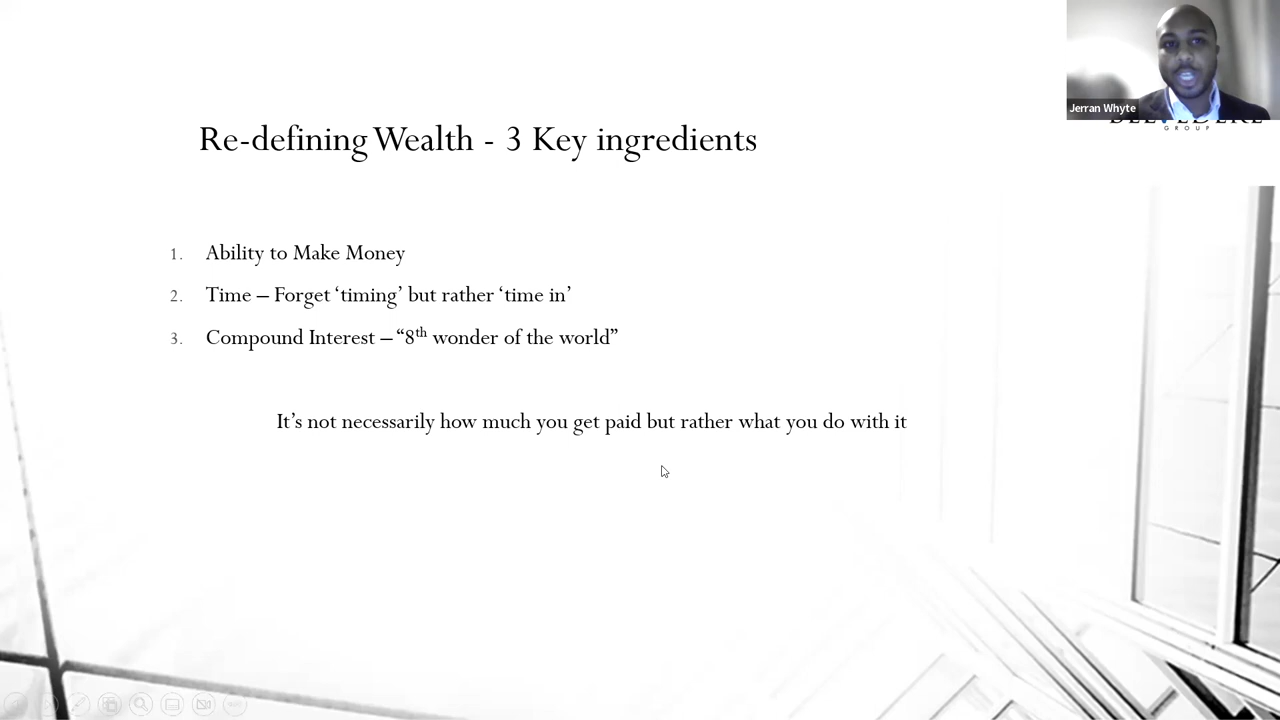 Re-defining Wealth - 3 Key ingredients
Jerran Whyte
GROUP
1. Ability to Make Money
2. Time – Forget ‘timing’ but rather ‘time in’
3. Compound Interest – “8th wonder of the world”
It’s not necessarily how much you get paid but rather what you do with it